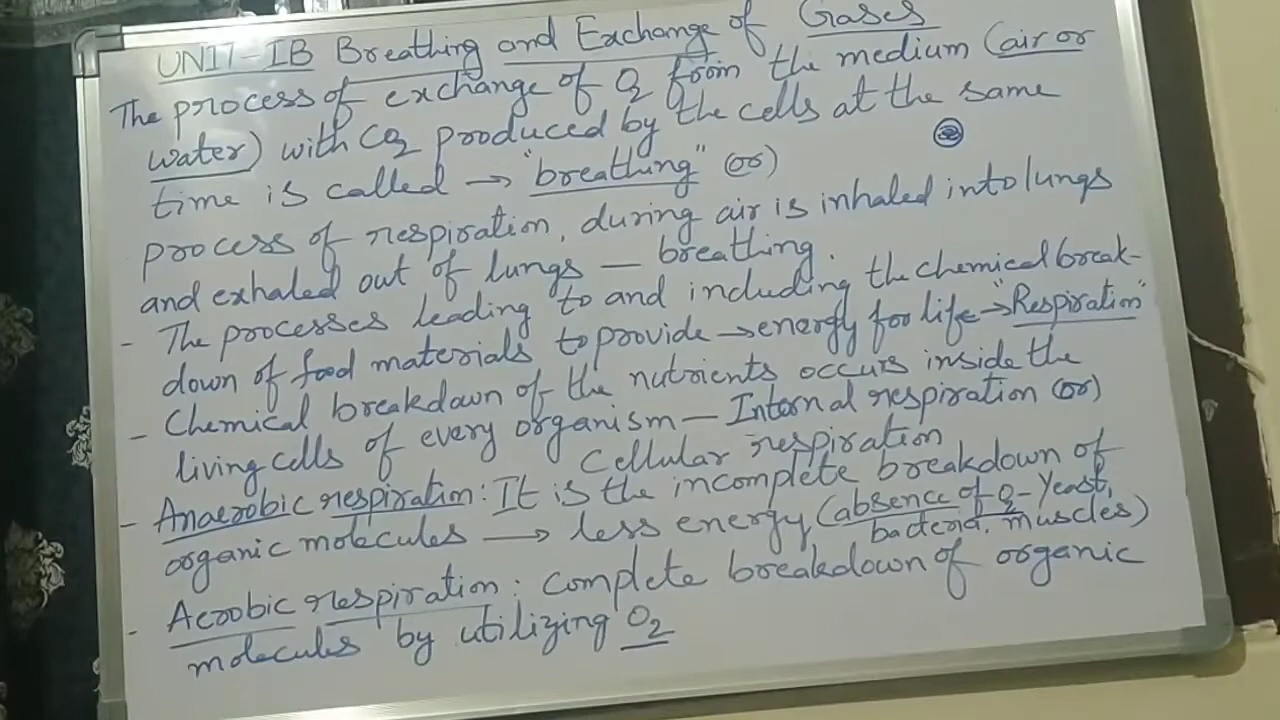 UNIT-IB Breathing and Exchange of Gases
The process of exchange of O2 from the medium (air or
water) with CO2 produced by the cells at the same
time is called → "breathing" (or)
process of respiration, during air is inhaled into lungs
and exhaled out of lungs — breathing.
- The processes leading to and including the chemical break-
down of food materials to provide → energy for life → "Respiration"
- Chemical breakdown of the nutrients occurs inside the
living cells of every organism — Internal respiration (or)
Cellular respiration
- Anaerobic respiration: It is the incomplete breakdown of
organic molecules → less energy (absence of O2 - Yeast,
bacteria, muscles)
- Aerobic respiration: complete breakdown of organic
molecules by utilizing O2